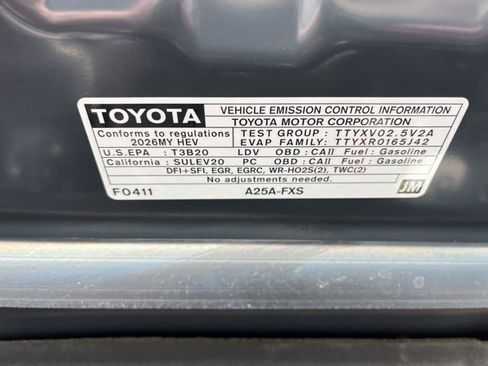 TOYOTA
VEHICLE EMISSION CONTROL INFORMATION
TOYOTA MOTOR CORPORATION
Conforms to regulations
2026MY HEV
TEST GROUP : TTYXV02.5V2A
EVAP FAMILY: TTYXR0165J42
U.S.EPA : T3B20 LDV OBD : CAlI Fuel: Gasoline
California : SULEV20 PC OBD : CAlI Fuel: Gasoline
DFI+SFI, EGR, EGRC, WR-HO2S(2), TWC(2)
No adjustments needed.
F0411 A25A-FXS JM